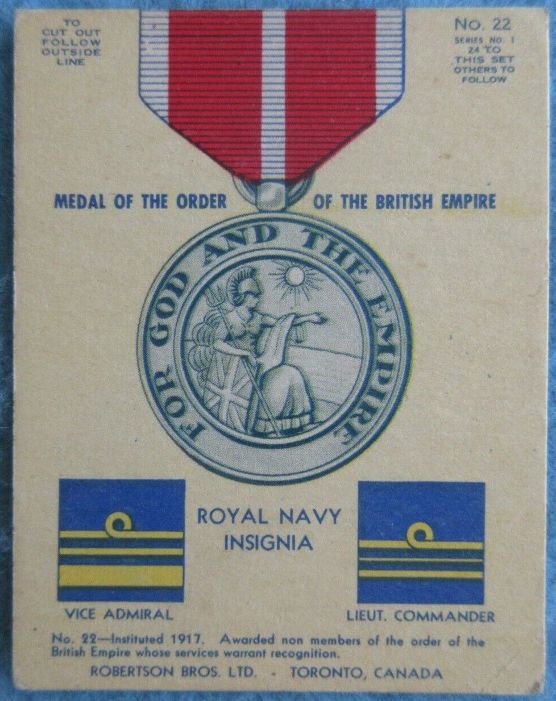 TO
CUT OUT
FOLLOW
OUTSIDE
LINE
No. 22
SERIES NO. 1
24 TO
THIS SET
OTHERS TO
FOLLOW
MEDAL OF THE ORDER OF THE BRITISH EMPIRE
FOR GOD AND THE EMPIRE
ROYAL NAVY
INSIGNIA
VICE ADMIRAL
LIEUT. COMMANDER
No. 22—Instituted 1917. Awarded non members of the order of the
British Empire whose services warrant recognition.
ROBERTSON BROS. LTD. - TORONTO, CANADA